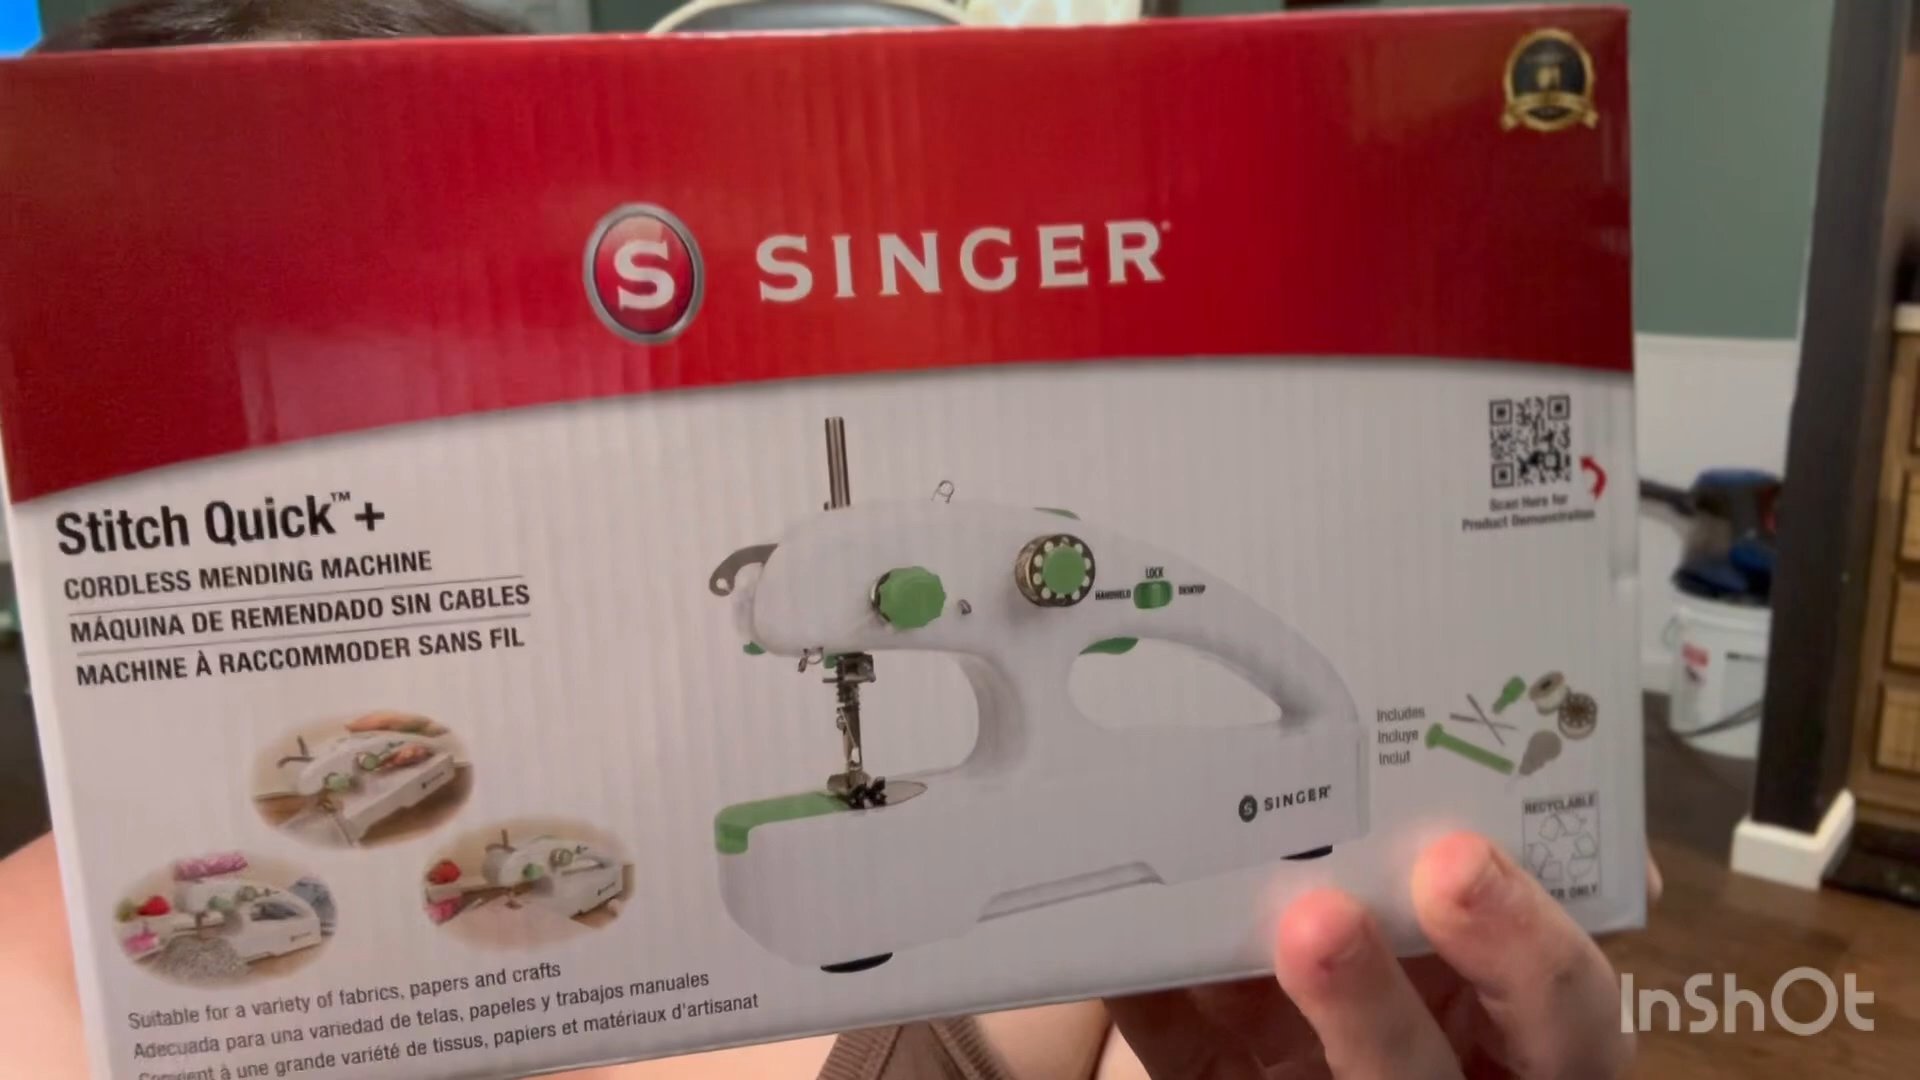 #1
S SINGER®
Stitch Quick™+
CORDLESS MENDING MACHINE
MÁQUINA DE REMENDADO SIN CABLES
MACHINE À RACCOMMODER SANS FIL
Scan Here for
Product Demonstration
LOCK
HANDHELD DESKTOP
Includes
Incluye
Inclut
S SINGER®
RECYCLABLE
ONLY
Suitable for a variety of fabrics, papers and crafts
Adecuada para una variedad de telas, papeles y trabajos manuales
à une grande variété de tissus, papiers et matériaux d'artisanat
InShOt